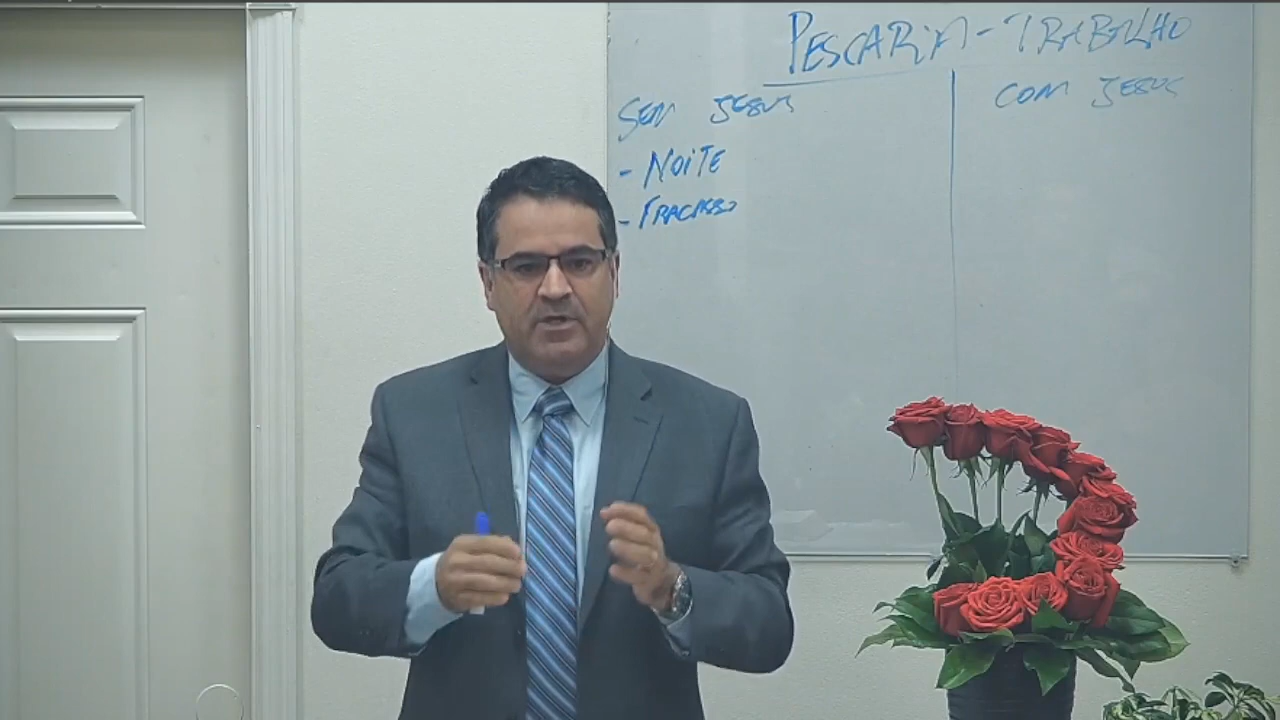 PESCARIA - TRABALHO
SEM JESUS
COM JESUS
- NOITE
- FRACASSO